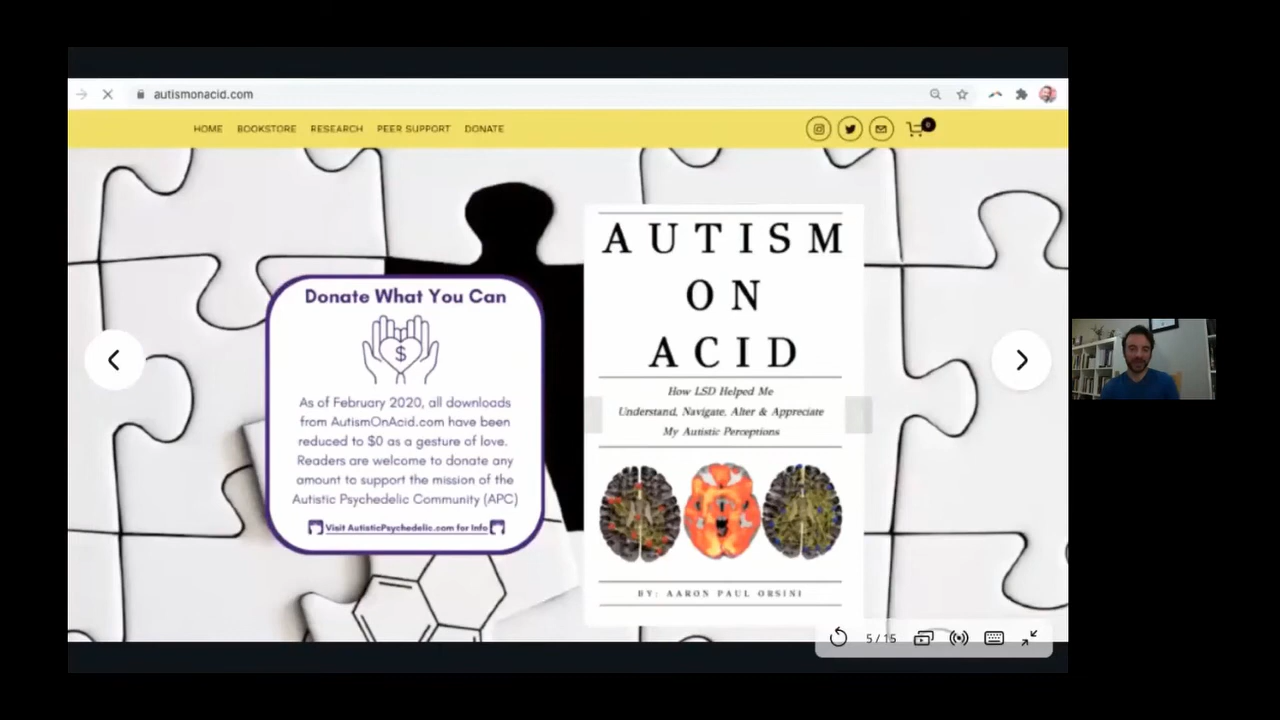 autismonacid.com
HOME BOOKSTORE RESEARCH PEER SUPPORT DONATE
0
Donate What You Can
$
As of February 2020, all downloads
from AutismOnAcid.com have been
reduced to $0 as a gesture of love.
Readers are welcome to donate any
amount to support the mission of the
Autistic Psychedelic Community (APC)
Visit AutisticPsychedelic.com for Info
AUTISM
ON
ACID
How LSD Helped Me
Understand, Navigate, Alter & Appreciate
My Autistic Perceptions
BY: AARON PAUL ORSINI
5 / 15